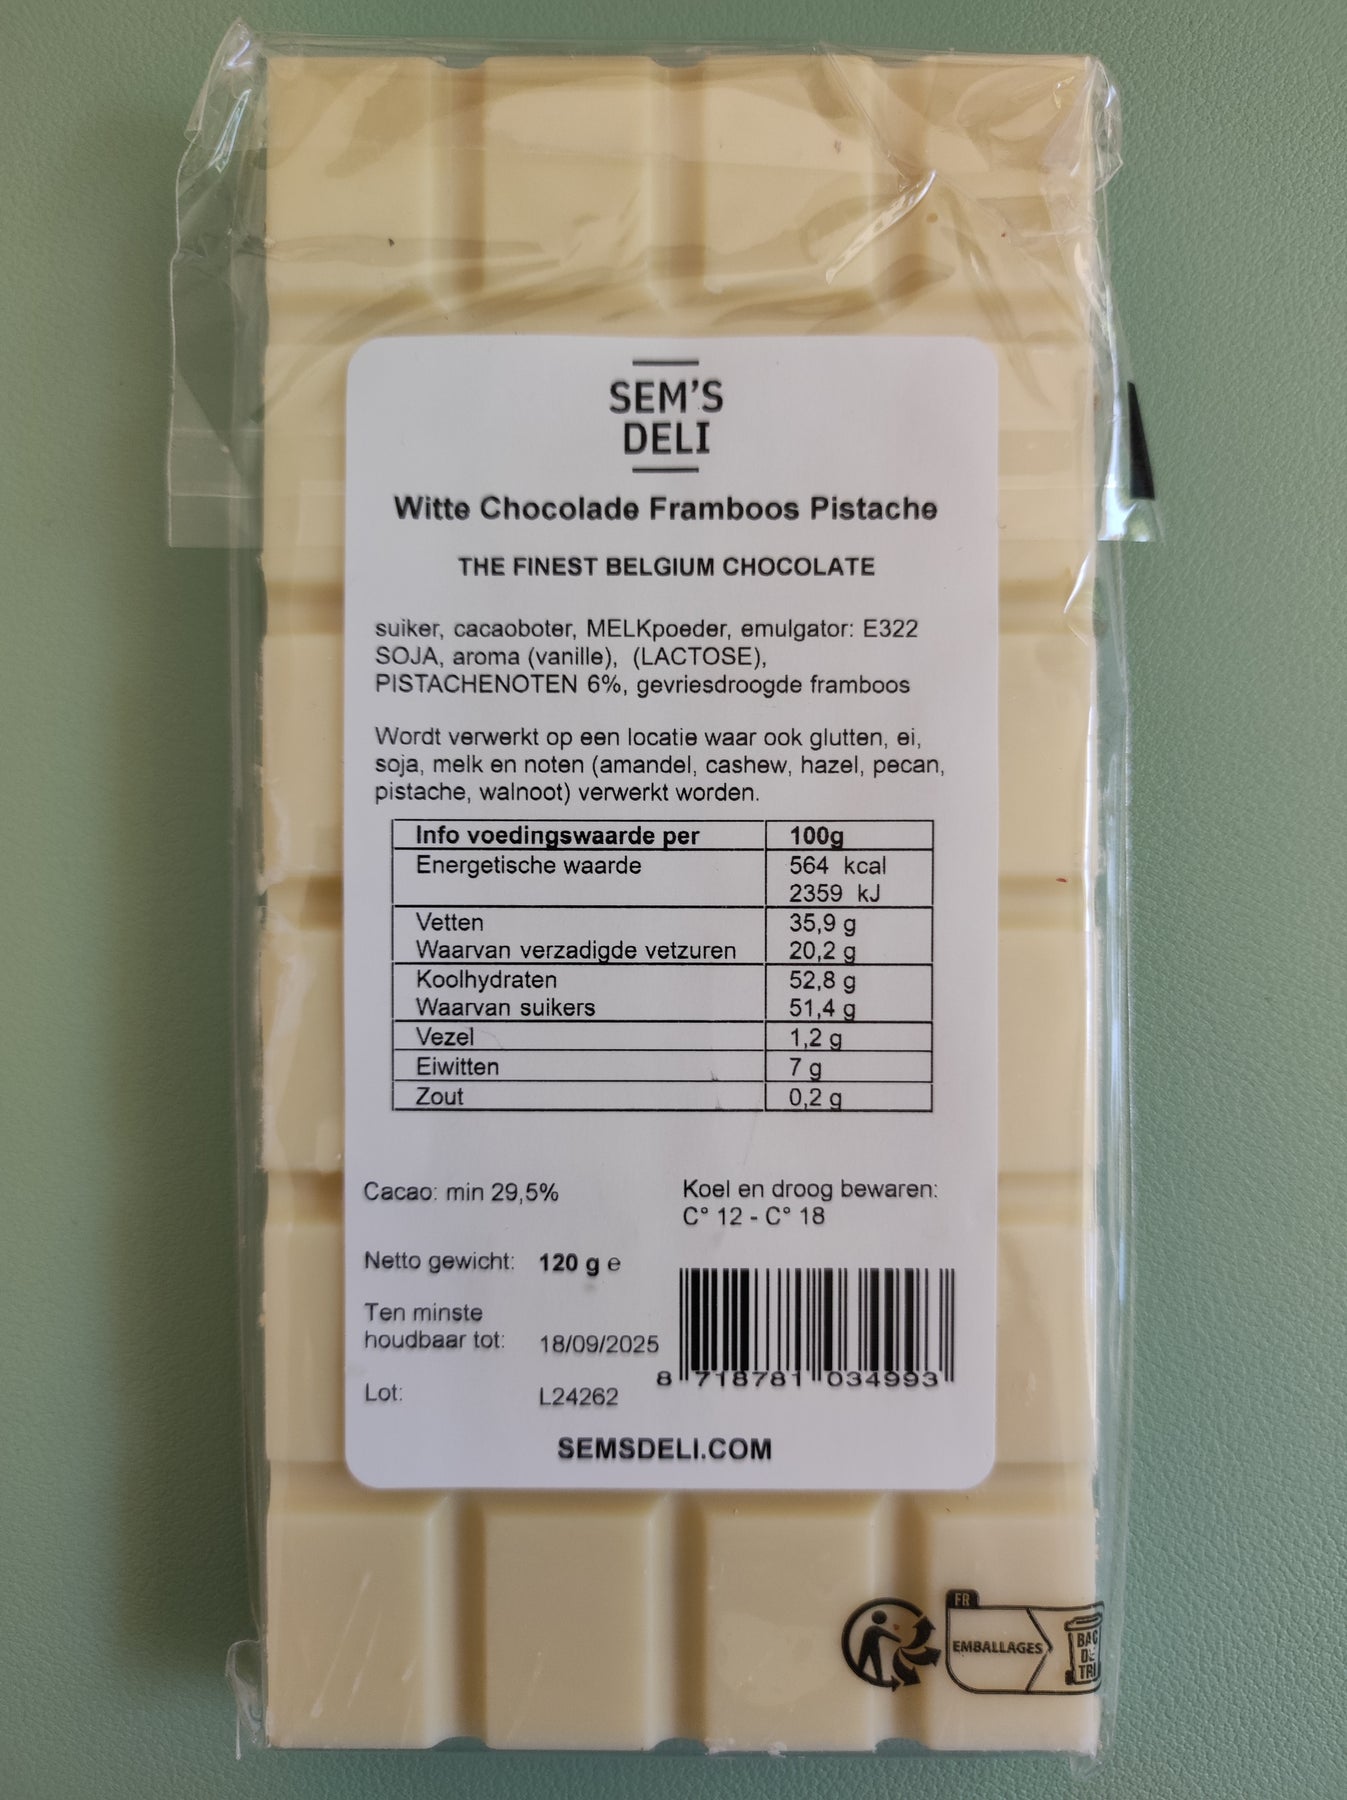 SEM'S
DELI
Witte Chocolade Framboos Pistache
THE FINEST BELGIUM CHOCOLATE
suiker, cacaoboter, MELKpoeder, emulgator: E322
SOJA, aroma (vanille), (LACTOSE),
PISTACHENOTEN 6%, gevriesdroogde framboos
Wordt verwerkt op een locatie waar ook glutten, ei,
soja, melk en noten (amandel, cashew, hazel, pecan,
pistache, walnoot) verwerkt worden.
Info voedingswaarde per 100g
Energetische waarde 564 kcal
2359 kJ
Vetten 35,9 g
Waarvan verzadigde vetzuren 20,2 g
Koolhydraten 52,8 g
Waarvan suikers 51,4 g
Vezel 1,2 g
Eiwitten 7 g
Zout 0,2 g
Cacao: min 29,5%
Koel en droog bewaren:
C° 12 - C° 18
Netto gewicht: 120 g e
Ten minste
houdbaar tot: 18/09/2025
8 718781 034993
Lot: L24262
SEMSDELI.COM
FR
EMBALLAGES
BAC
DE
TRI